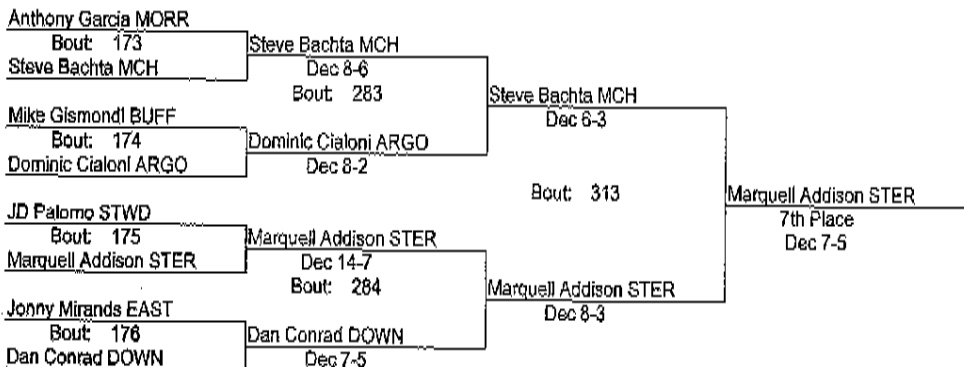 Anthony Garcia MORR
Bout: 173
Steve Bachta MCH
Steve Bachta MCH
Dec 8-6
Bout: 283
Mike Gismondi BUFF
Bout: 174
Dominic Cialoni ARGO
Dominic Cialoni ARGO
Dec 8-2
Steve Bachta MCH
Dec 6-3
JD Palomo STWD
Bout: 175
Marquell Addison STER
Marquell Addison STER
Dec 14-7
Bout: 284
Jonny Mirands EAST
Bout: 176
Dan Conrad DOWN
Dan Conrad DOWN
Dec 7-5
Marquell Addison STER
Dec 8-3
Bout: 313
Marquell Addison STER
7th Place
Dec 7-5